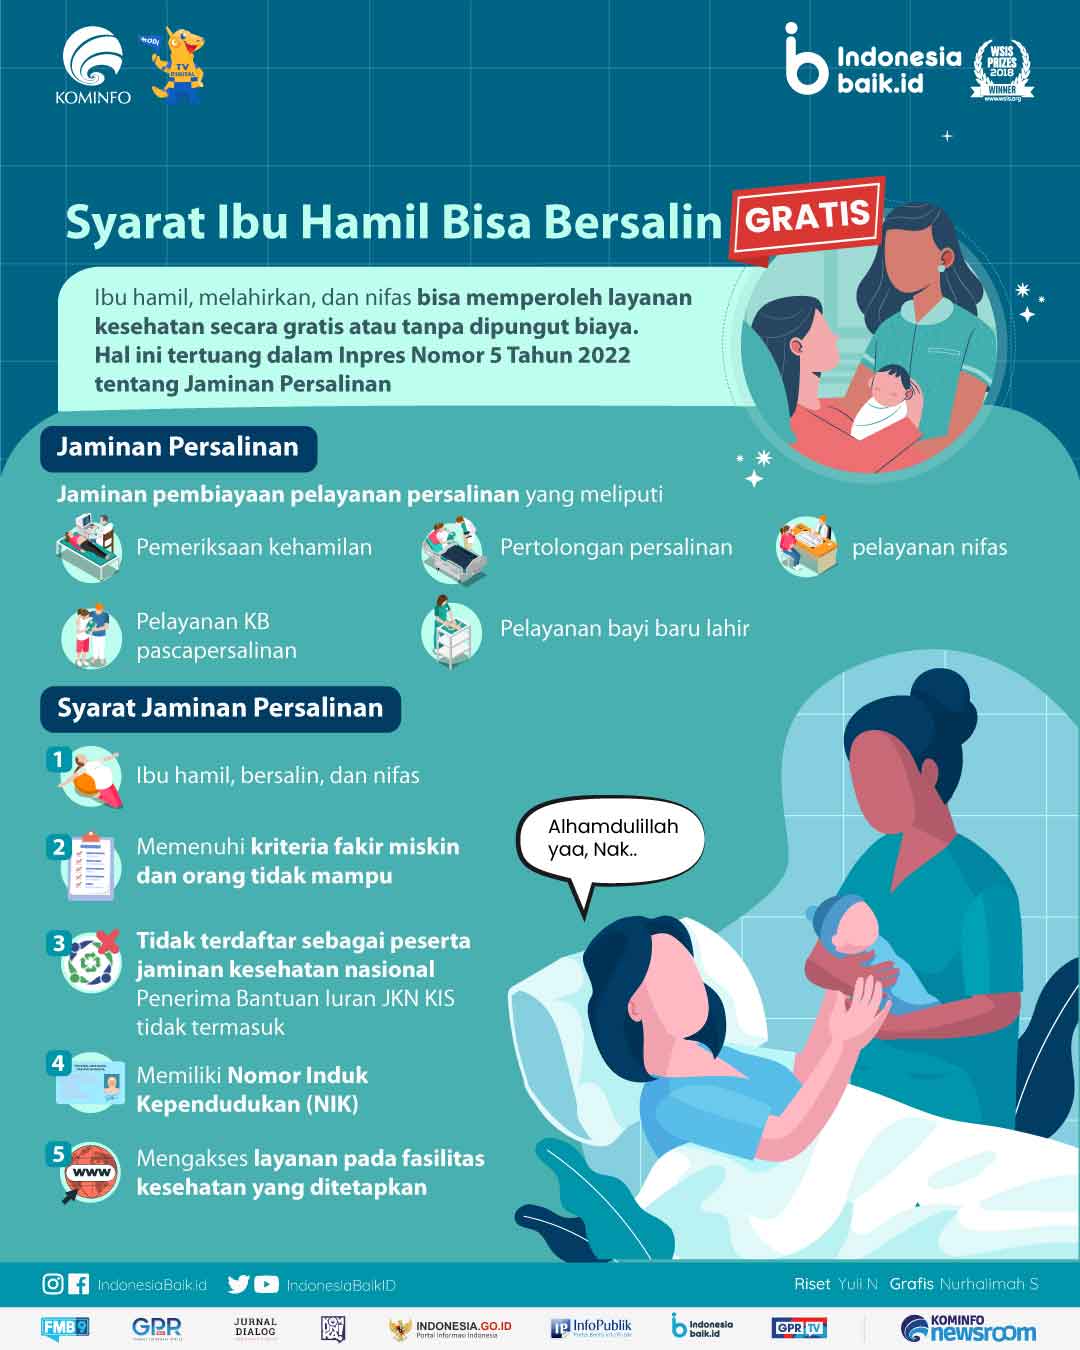 KOMINFO
TV
DIGITAL
Indonesia
baik.id
WSIS
PRIZES
2018
WINNER
www.wsis.org
Syarat Ibu Hamil Bisa Bersalin
GRATIS
Ibu hamil, melahirkan, dan nifas bisa memperoleh layanan
kesehatan secara gratis atau tanpa dipungut biaya.
Hal ini tertuang dalam Inpres Nomor 5 Tahun 2022
tentang Jaminan Persalinan
Jaminan Persalinan
Jaminan pembiayaan pelayanan persalinan yang meliputi
Pemeriksaan kehamilan
Pertolongan persalinan
pelayanan nifas
Pelayanan KB
pascapersalinan
Pelayanan bayi baru lahir
Syarat Jaminan Persalinan
1
Ibu hamil, bersalin, dan nifas
2
Memenuhi kriteria fakir miskin
dan orang tidak mampu
3
Tidak terdaftar sebagai peserta
jaminan kesehatan nasional
Penerima Bantuan Iuran JKN KIS
tidak termasuk
4
Memiliki Nomor Induk
Kependudukan (NIK)
5
www
Mengakses layanan pada fasilitas
kesehatan yang ditetapkan
Alhamdulillah
yaa, Nak..
IndonesiaBaik.id
IndonesiaBaikID
Riset Yuli N Grafis Nurhalimah S
FMB9
GPR
JURNAL
DIALOG
INDONESIA.GO.ID
Portal Informasi Indonesia
InfoPublik
Indonesia
baik.id
GPR TV
KOMINFO
newsroom